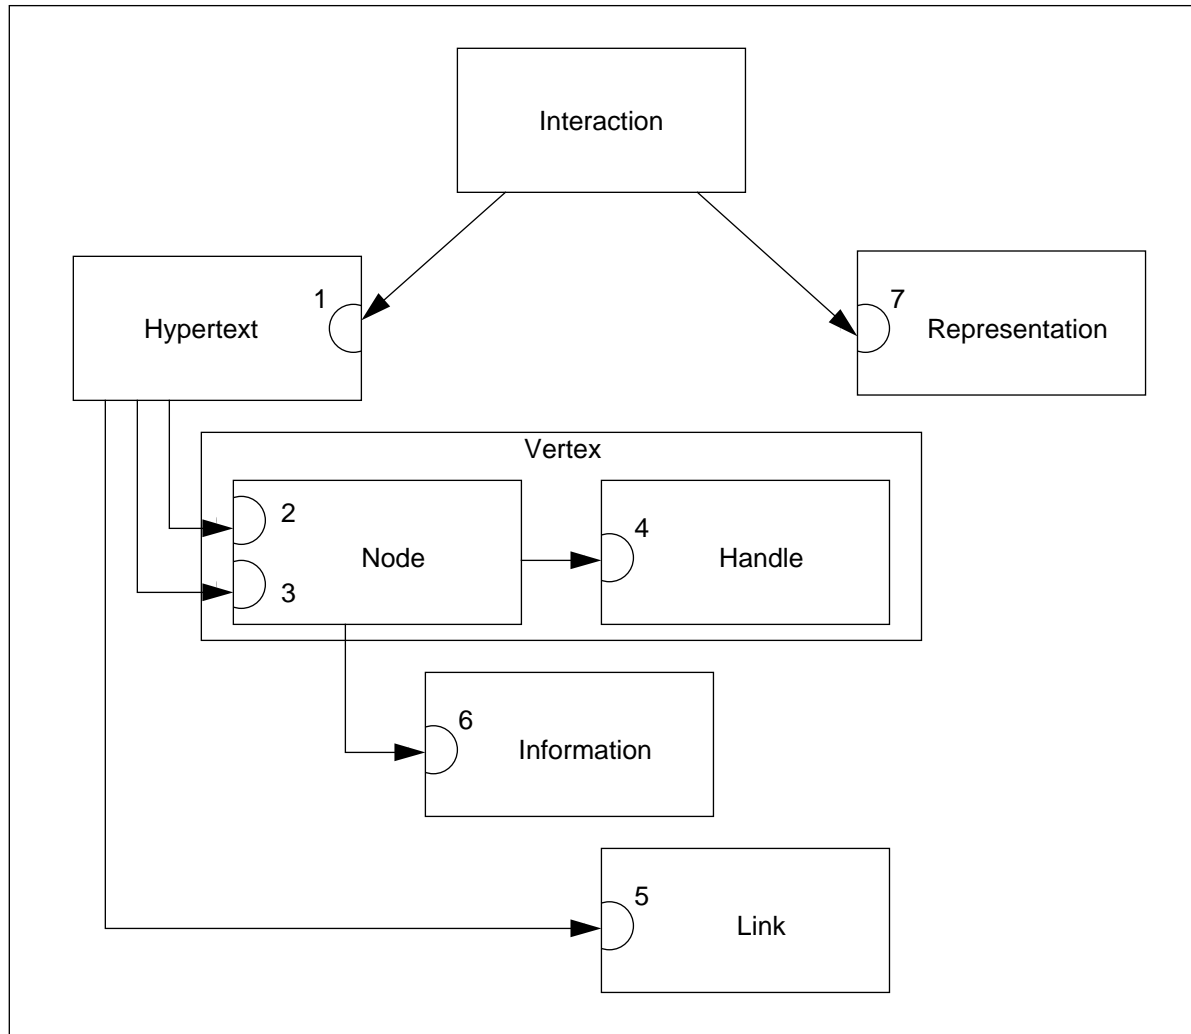 Interaction
1
Hypertext
7
Representation
Vertex
2
Node
3
4
Handle
6
Information
5
Link